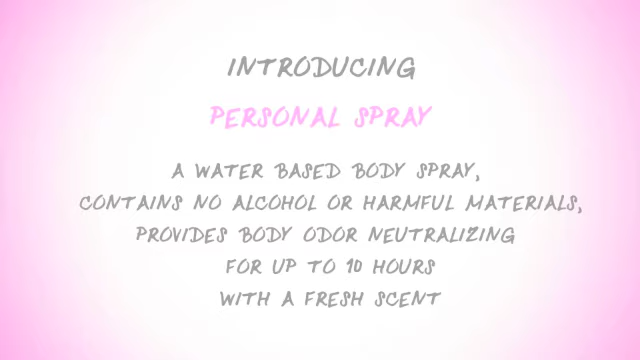 INTRODUCING
PERSONAL SPRAY
A WATER BASED BODY SPRAY,
CONTAINS NO ALCOHOL OR HARMFUL MATERIALS,
PROVIDES BODY ODOR NEUTRALIZING
FOR UP TO 10 HOURS
WITH A FRESH SCENT